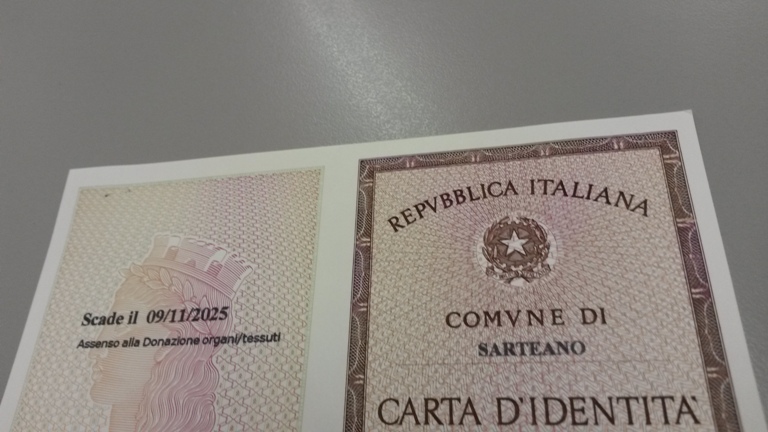 Scade il 09/11/2025
Assenso alla Donazione organi/tessuti
REPVBBLICA ITALIANA
COMVNE DI
SARTEANO
CARTA D'IDENTITA'